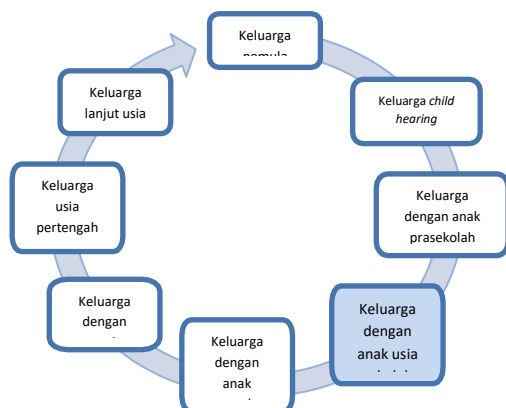 Keluarga
Keluarga child
hearing
Keluarga
dengan anak
prasekolah
Keluarga
dengan
anak usia
Keluarga
dengan
anak
Keluarga
dengan
Keluarga
usia
pertengah
Keluarga
lanjut usia